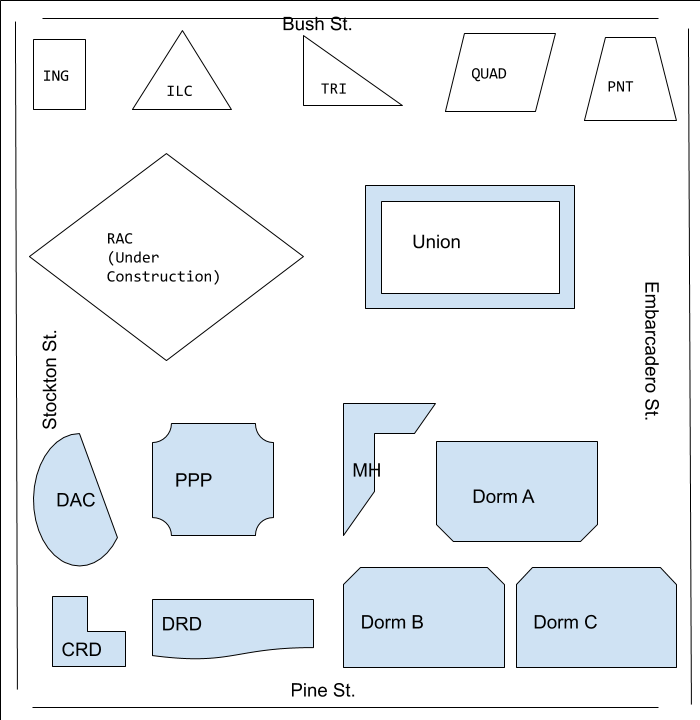 Bush St.
ING
ILC
TRI
QUAD
PNT
RAC
(Under
Construction)
Union
Stockton St.
Embarcadero St.
DAC
PPP
MH
Dorm A
CRD
DRD
Dorm B
Dorm C
Pine St.